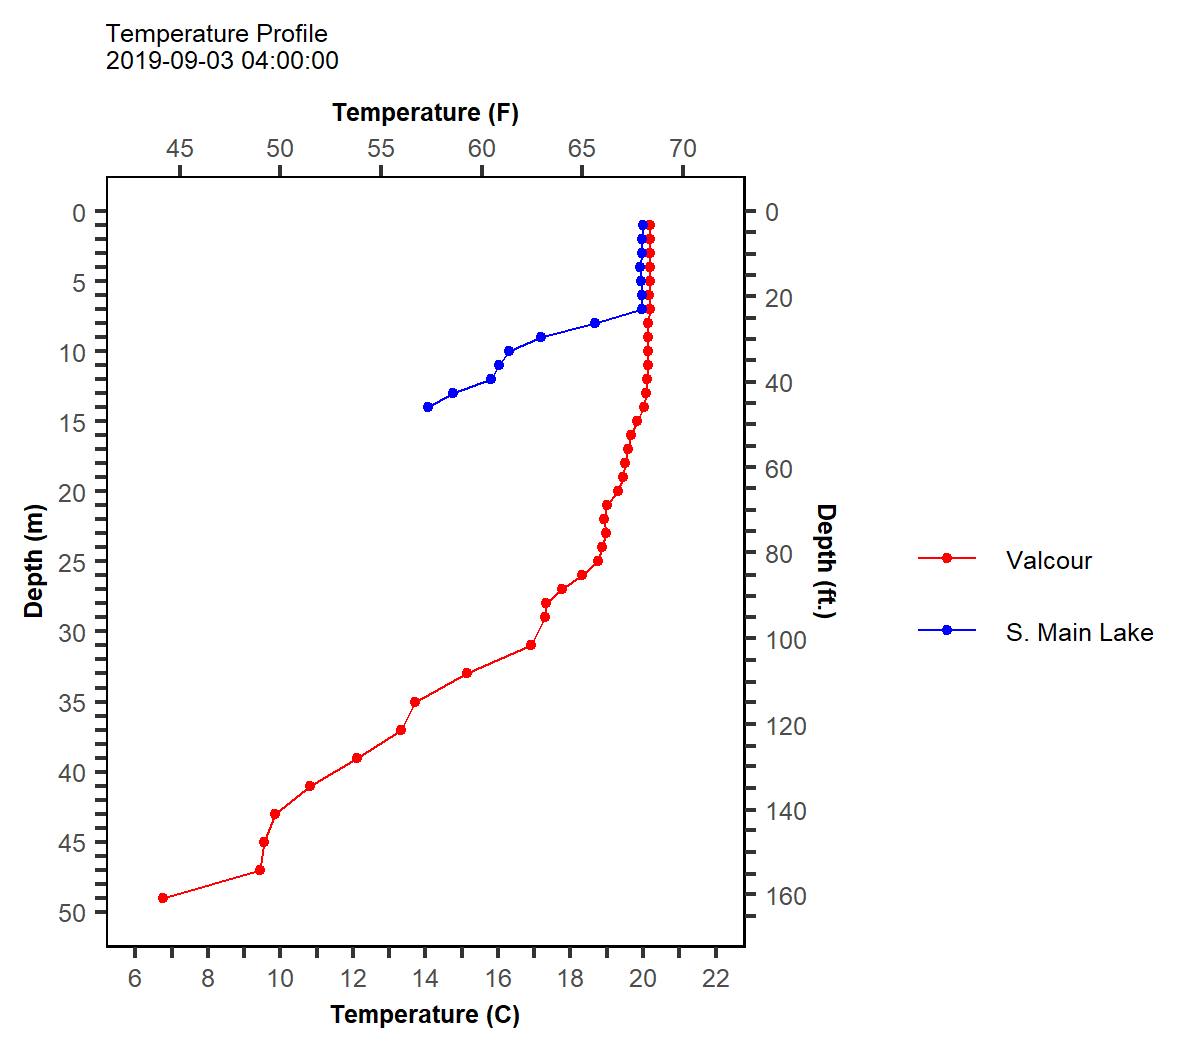 Temperature Profile
2019-09-03 04:00:00
Temperature (F)
45 50 55 60 65 70
0 5 10 15 20 25 30 35 40 45 50
Depth (m)
0 20 40 60 80 100 120 140 160
Depth (ft.)
Valcour
S. Main Lake
6 8 10 12 14 16 18 20 22
Temperature (C)